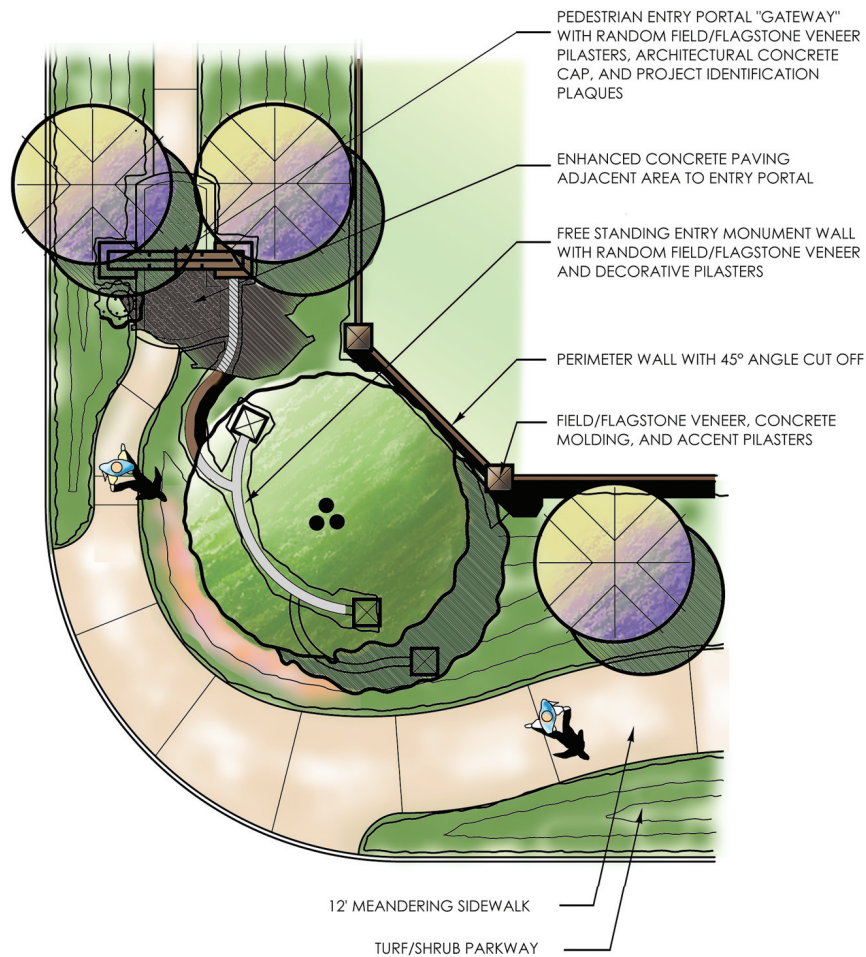 PEDESTRIAN ENTRY PORTAL "GATEWAY"
WITH RANDOM FIELD/FLAGSTONE VENEER
PILASTERS, ARCHITECTURAL CONCRETE
CAP, AND PROJECT IDENTIFICATION
PLAQUES
ENHANCED CONCRETE PAVING
ADJACENT AREA TO ENTRY PORTAL
FREE STANDING ENTRY MONUMENT WALL
WITH RANDOM FIELD/FLAGSTONE VENEER
AND DECORATIVE PILASTERS
PERIMETER WALL WITH 45° ANGLE CUT OFF
FIELD/FLAGSTONE VENEER, CONCRETE
MOLDING, AND ACCENT PILASTERS
12' MEANDERING SIDEWALK
TURF/SHRUB PARKWAY